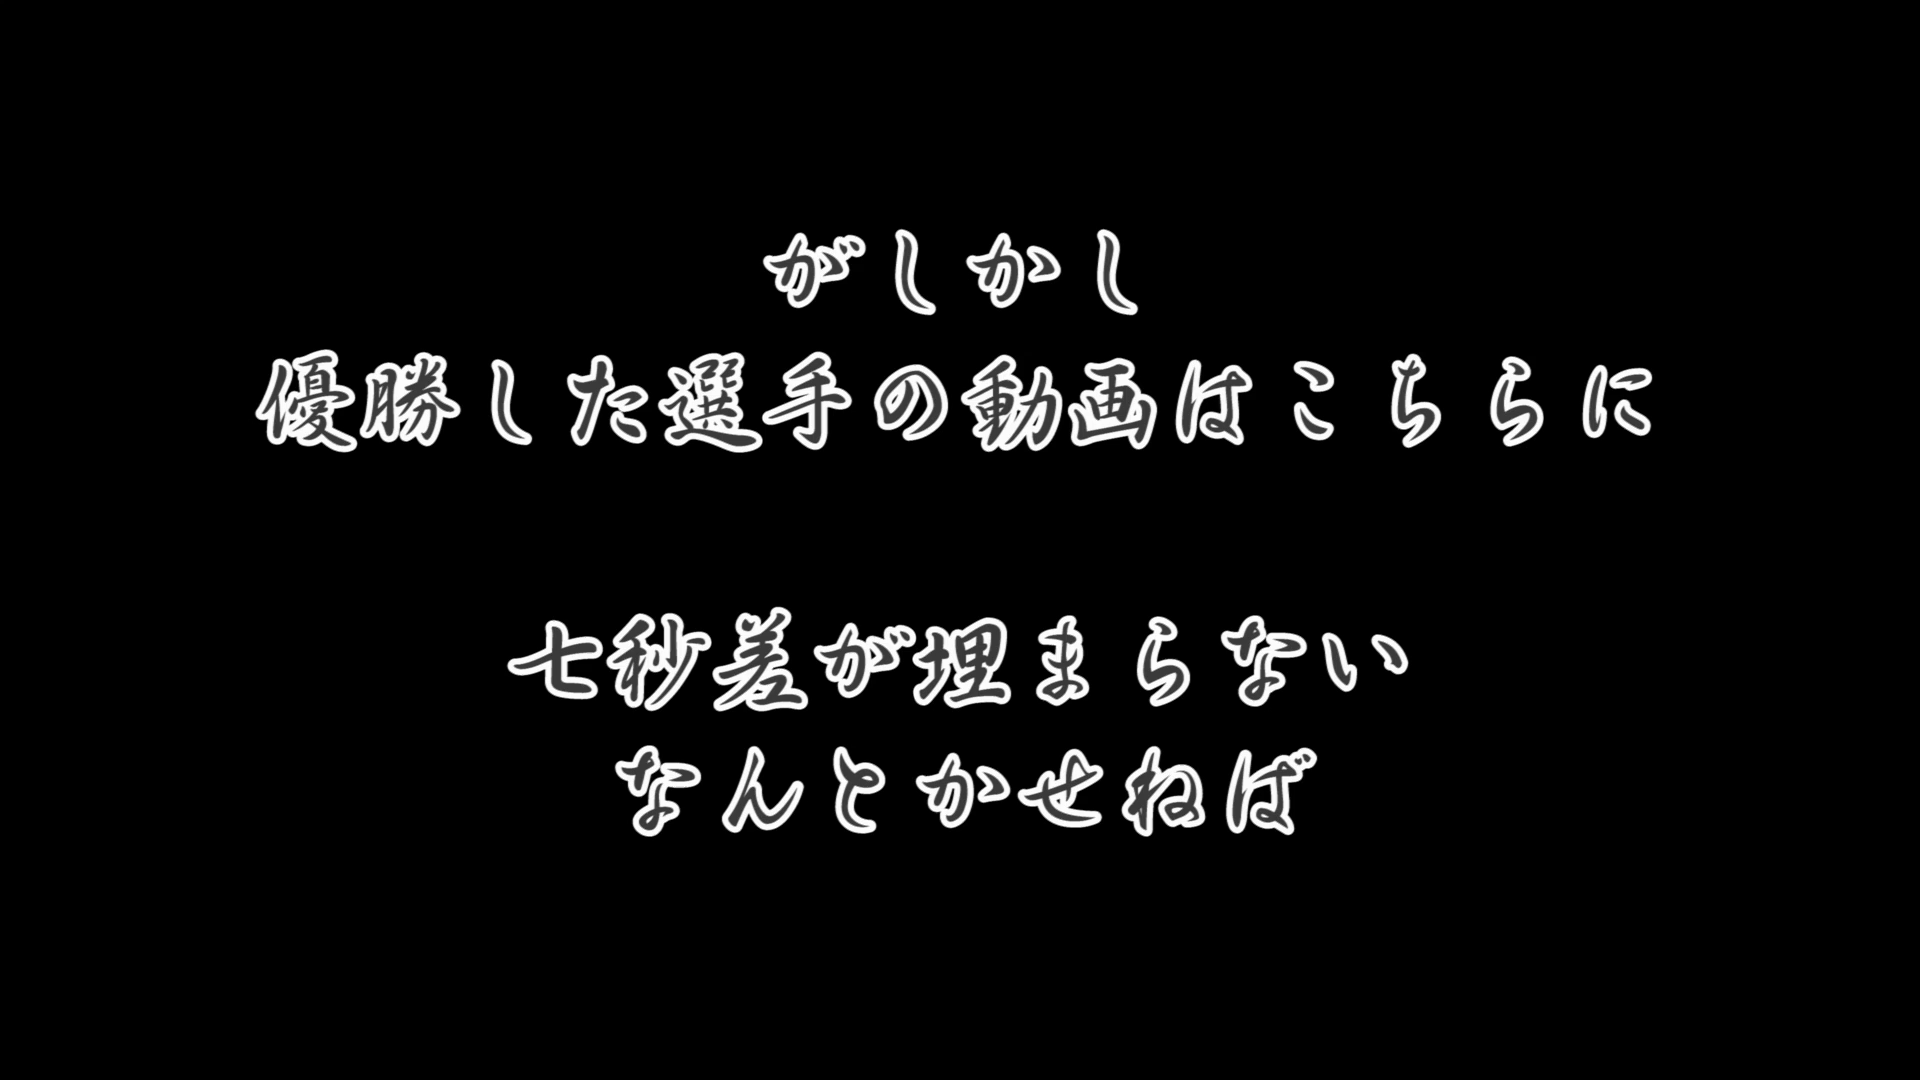 がしかし
優勝した選手の動画はこちらに
七秒差が埋まらない
なんとかせねば